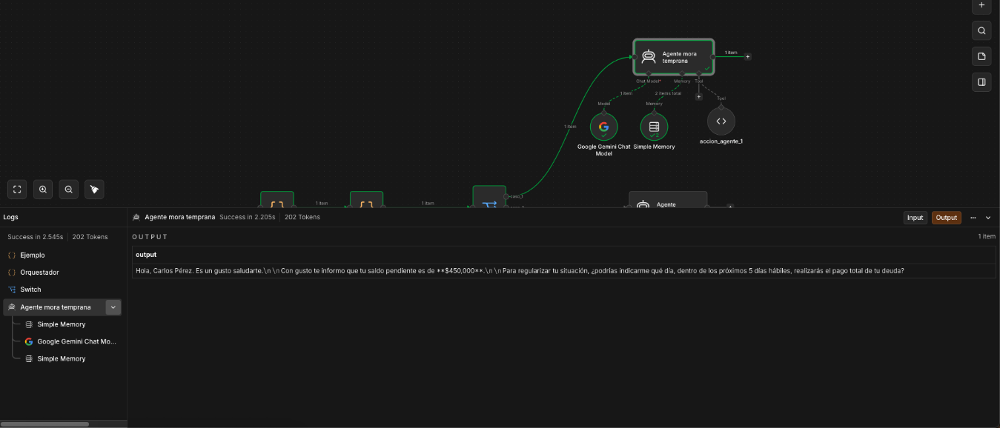 Agente mora
temprana
1 item
Chat Model*
Memory
Tool
1 item
2 items total
Model
Memory
Tool
1 item
2
Google Gemini Chat
Model
Simple Memory
accion_agente_1
1 item
1 item
case_1
Agente
Logs
Agente mora temprana Success in 2.205s 202 Tokens
Input Output
Success in 2.545s 202 Tokens
OUTPUT
1 item
Ejemplo
Orquestador
Switch
Agente mora temprana
Simple Memory
Google Gemini Chat Mo...
Simple Memory
output
Hola, Carlos Pérez. Es un gusto saludarte.\n\n Con gusto te informo que tu saldo pendiente es de **$450,000**.\n\n Para regularizar tu situación, ¿podrías indicarme qué día, dentro de los próximos 5 días hábiles, realizarás el pago total de tu deuda?